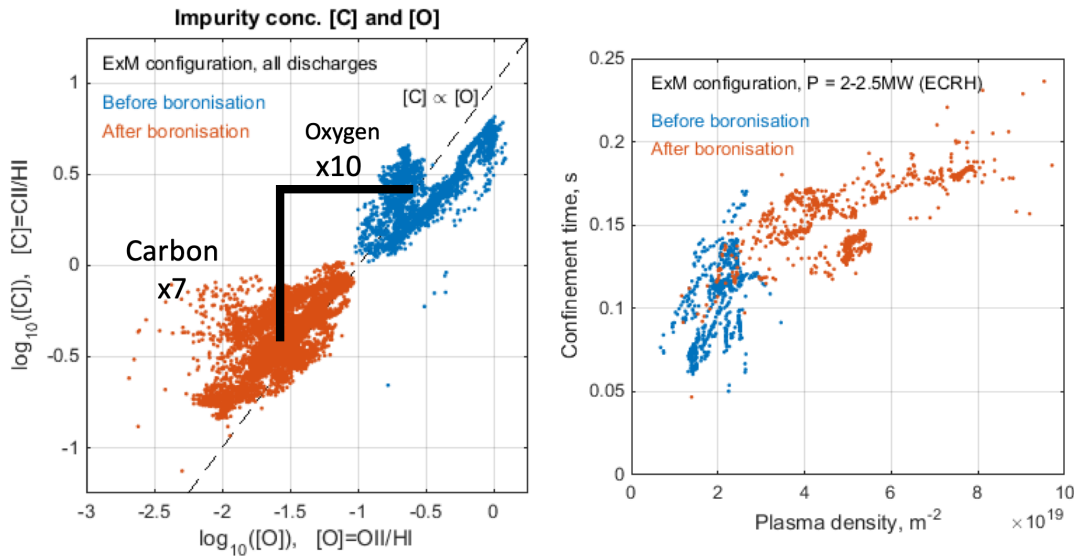 Impurity conc. [C] and [O]
ExM configuration, all discharges
[C] ∝ [O]
Before boronisation
After boronisation
Oxygen
x10
Carbon
x7
1
0.5
0
-0.5
-1
-3
-2.5
-2
-1.5
-1
-0.5
0
log10([C]), [C]=CII/HI
log10([O]), [O]=OII/HI
ExM configuration, P = 2-2.5MW (ECRH)
Before boronisation
After boronisation
0.25
0.2
0.15
0.1
0.05
0
0
2
4
6
8
10
Confinement time, s
Plasma density, m-2
×10^19